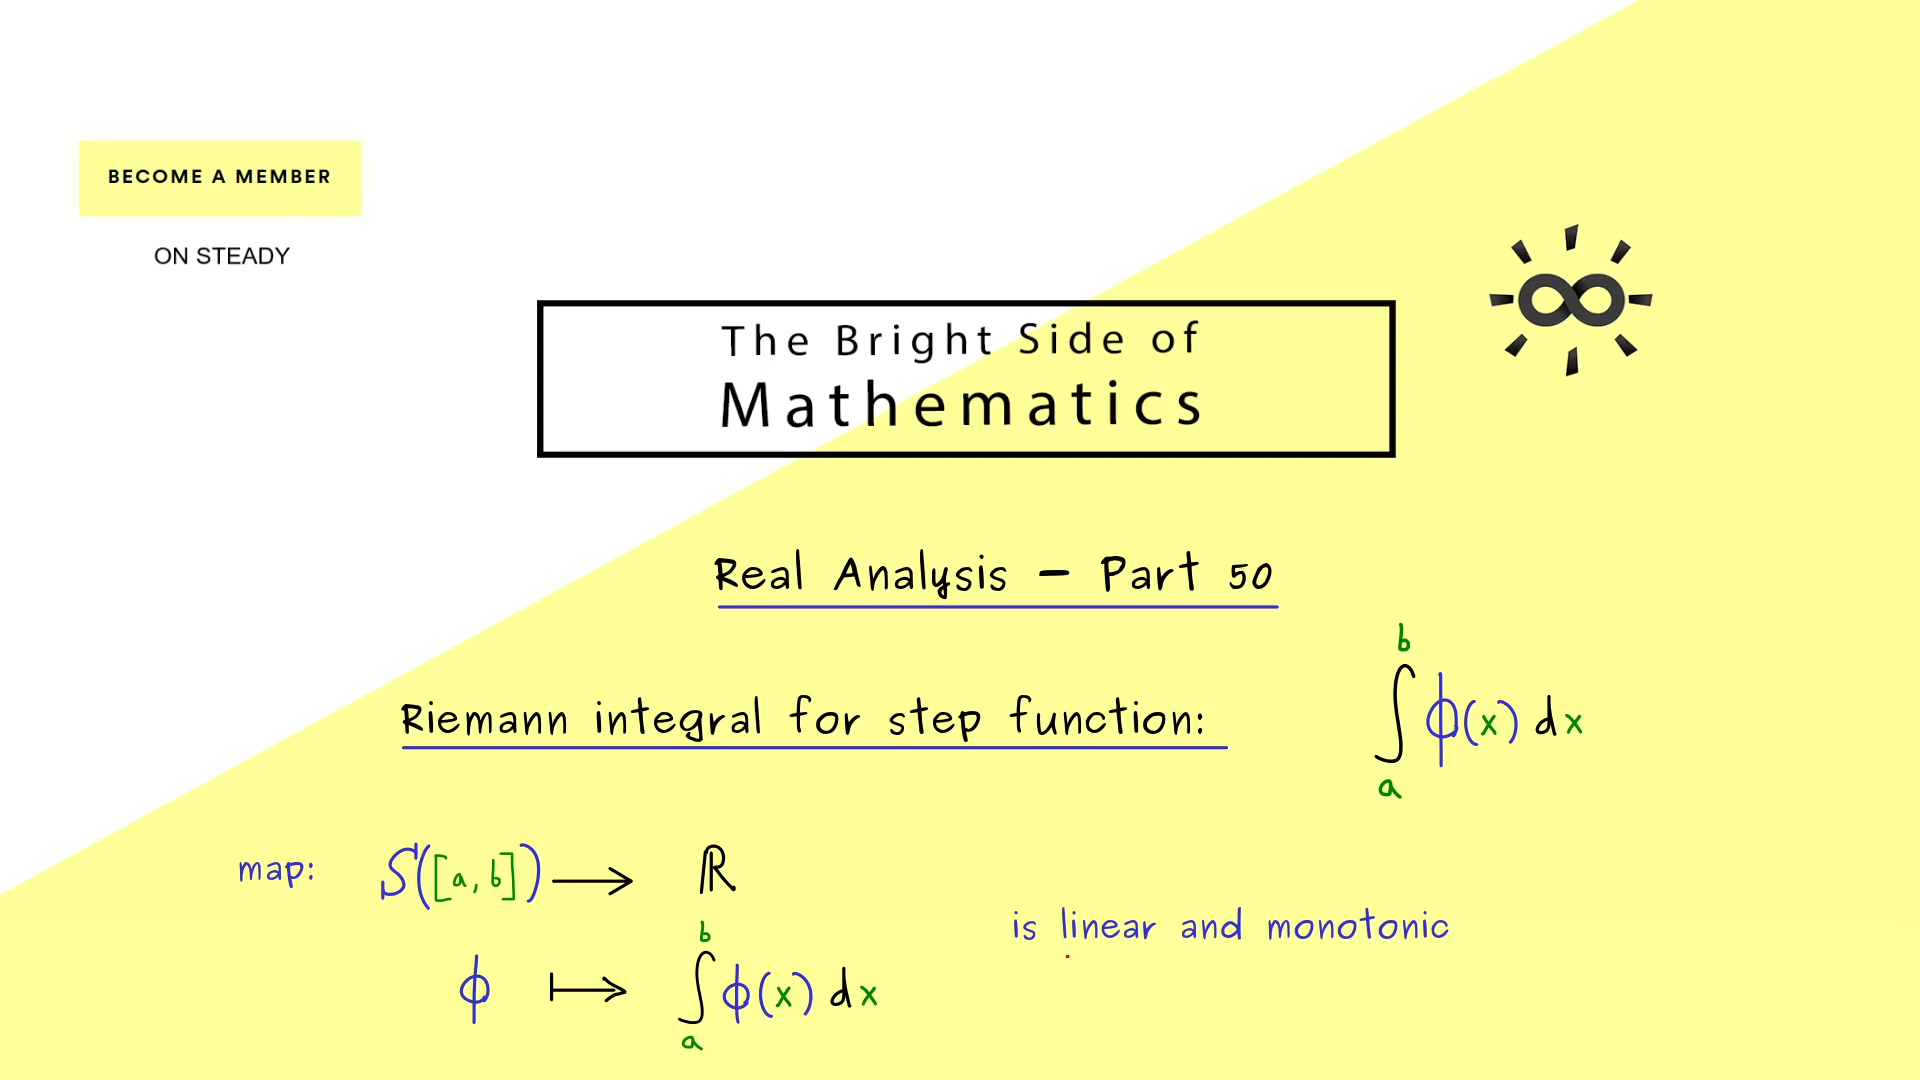 BECOME A MEMBER
ON STEADY
The Bright Side of
Mathematics
Real Analysis – Part 50
Riemann integral for step function: ∫_a^b ϕ(x) dx
map: S([a, b]) ⟶ ℝ
ϕ ⟼ ∫_a^b ϕ(x) dx
is linear and monotonic